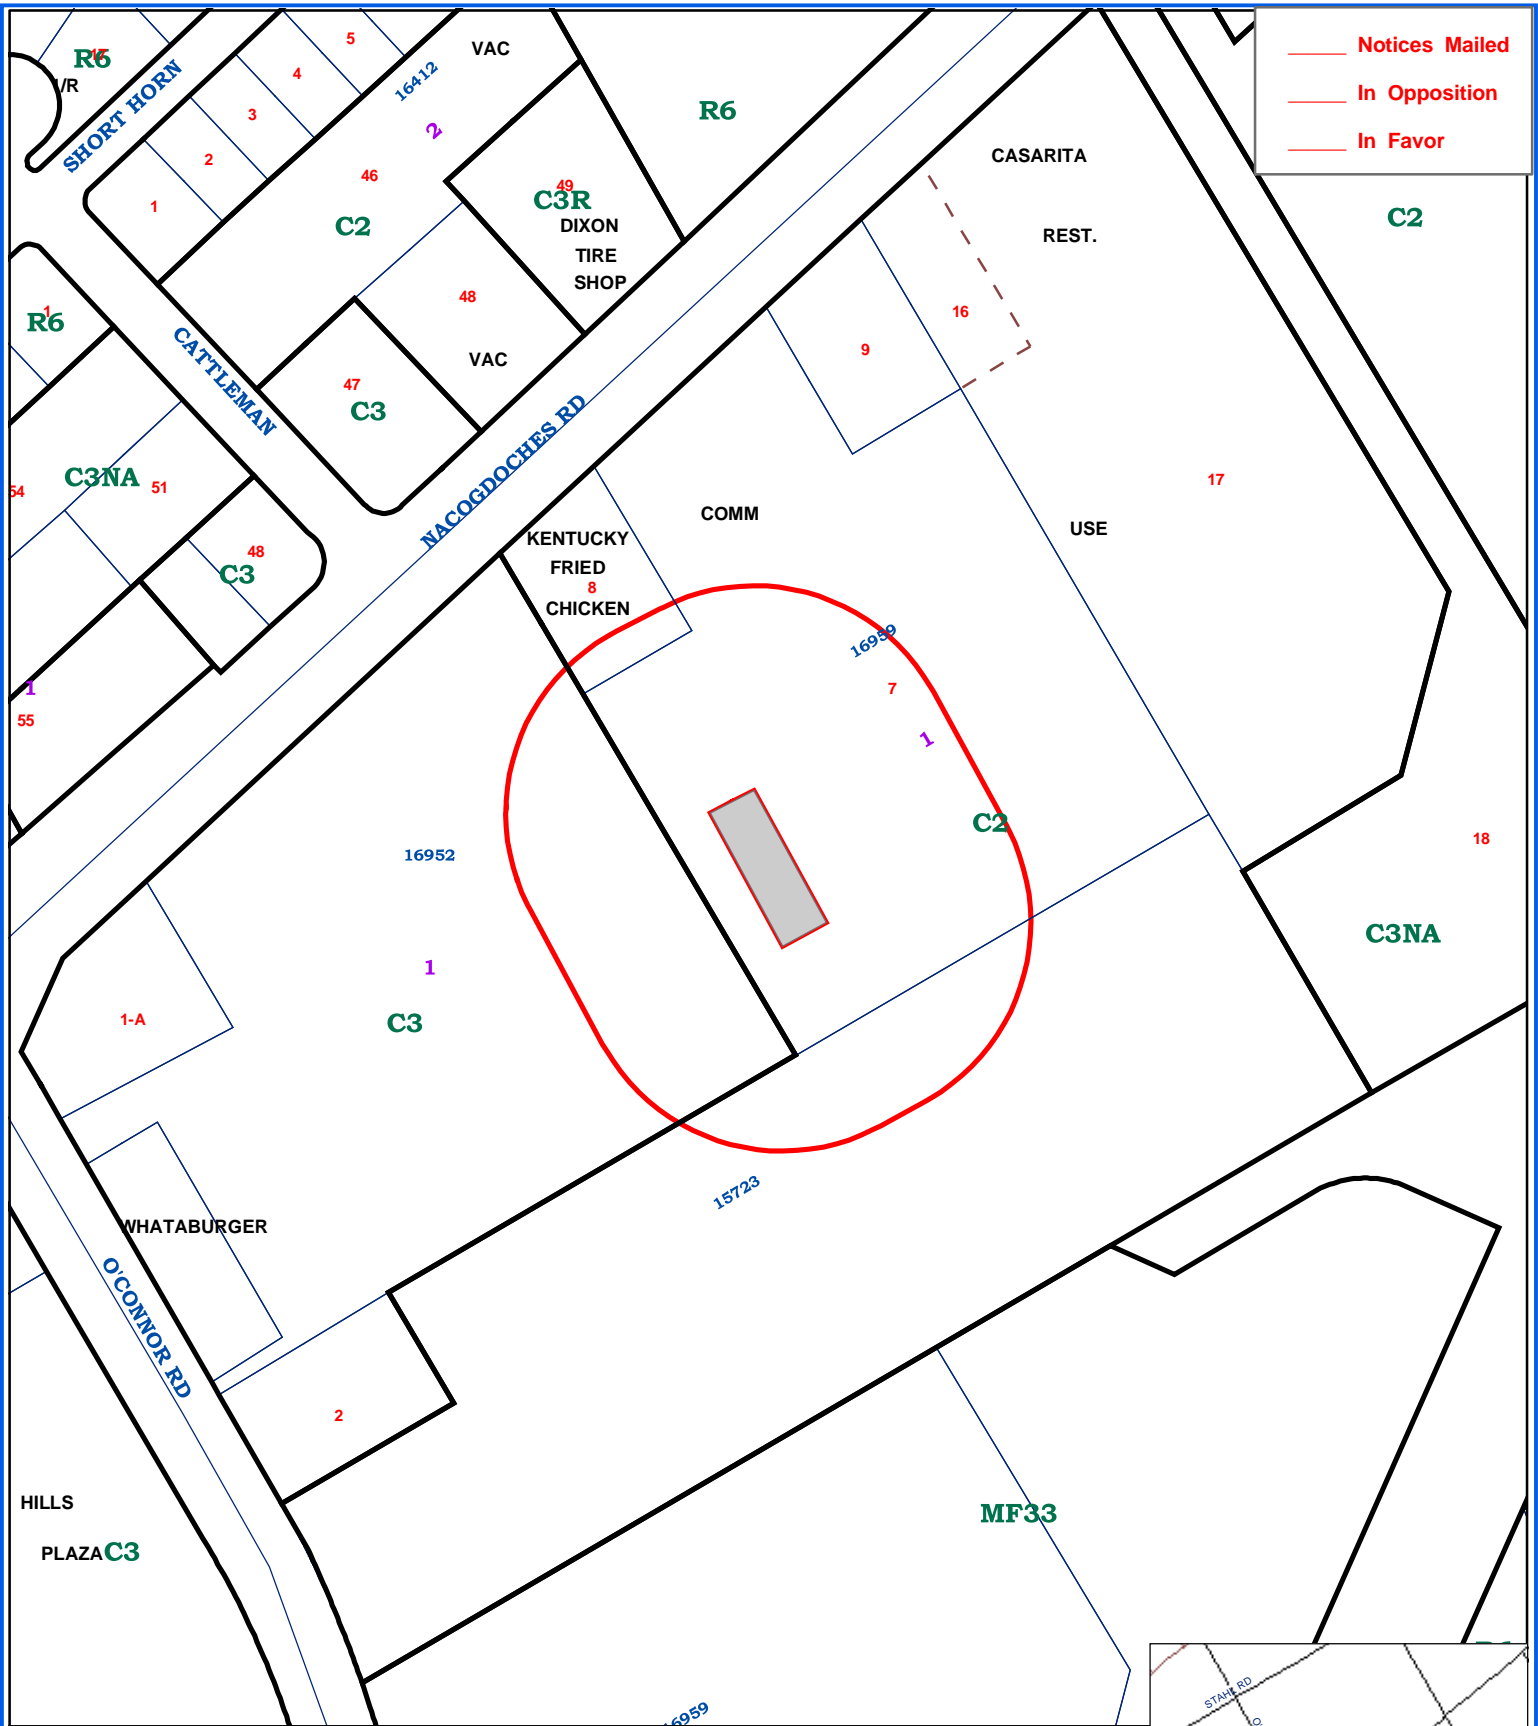 Notices Mailed
In Opposition
In Favor
R6
/R
SHORT HORN
5
4
3
2
1
VAC
16412
2
46
C2
R6
49
C3R
DIXON
TIRE
SHOP
48
VAC
47
C3
CASARITA
REST.
C2
1
R6
CATTLEMAN
NACOGDOCHES RD
16
9
17
C3NA
54
51
48
C3
COMM
USE
KENTUCKY
FRIED
8
CHICKEN
16959
7
1
1
55
C2
18
16952
C3NA
1
1-A
C3
15723
WHATABURGER
O'CONNOR RD
2
HILLS
PLAZA
C3
MF33
16959
STAHL RD